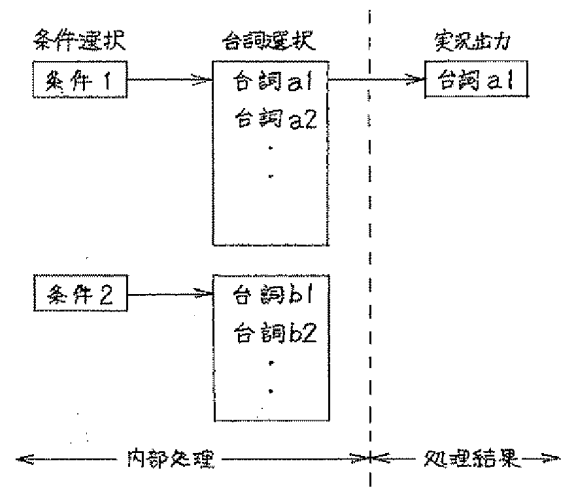 条件選択 台詞選択 実況出力
条件1 台詞a1 台詞a1
台詞a2
・
・
条件2 台詞b1
台詞b2
・
・
内部処理 処理結果